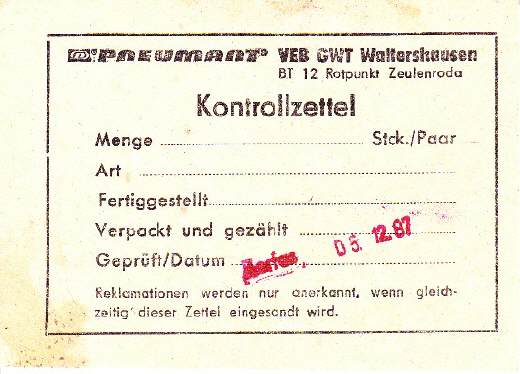 PNEUMANT VEB GWT Waltershausen
BT 12 Rotpunkt Zeulenroda
Kontrollzettel
Menge Stck./Paar
Art
Fertiggestellt
Verpackt und gezählt
Geprüft/Datum 05. 12. 87
Reklamationen werden nur anerkannt, wenn gleich-
zeitig dieser Zettel eingesandt wird.